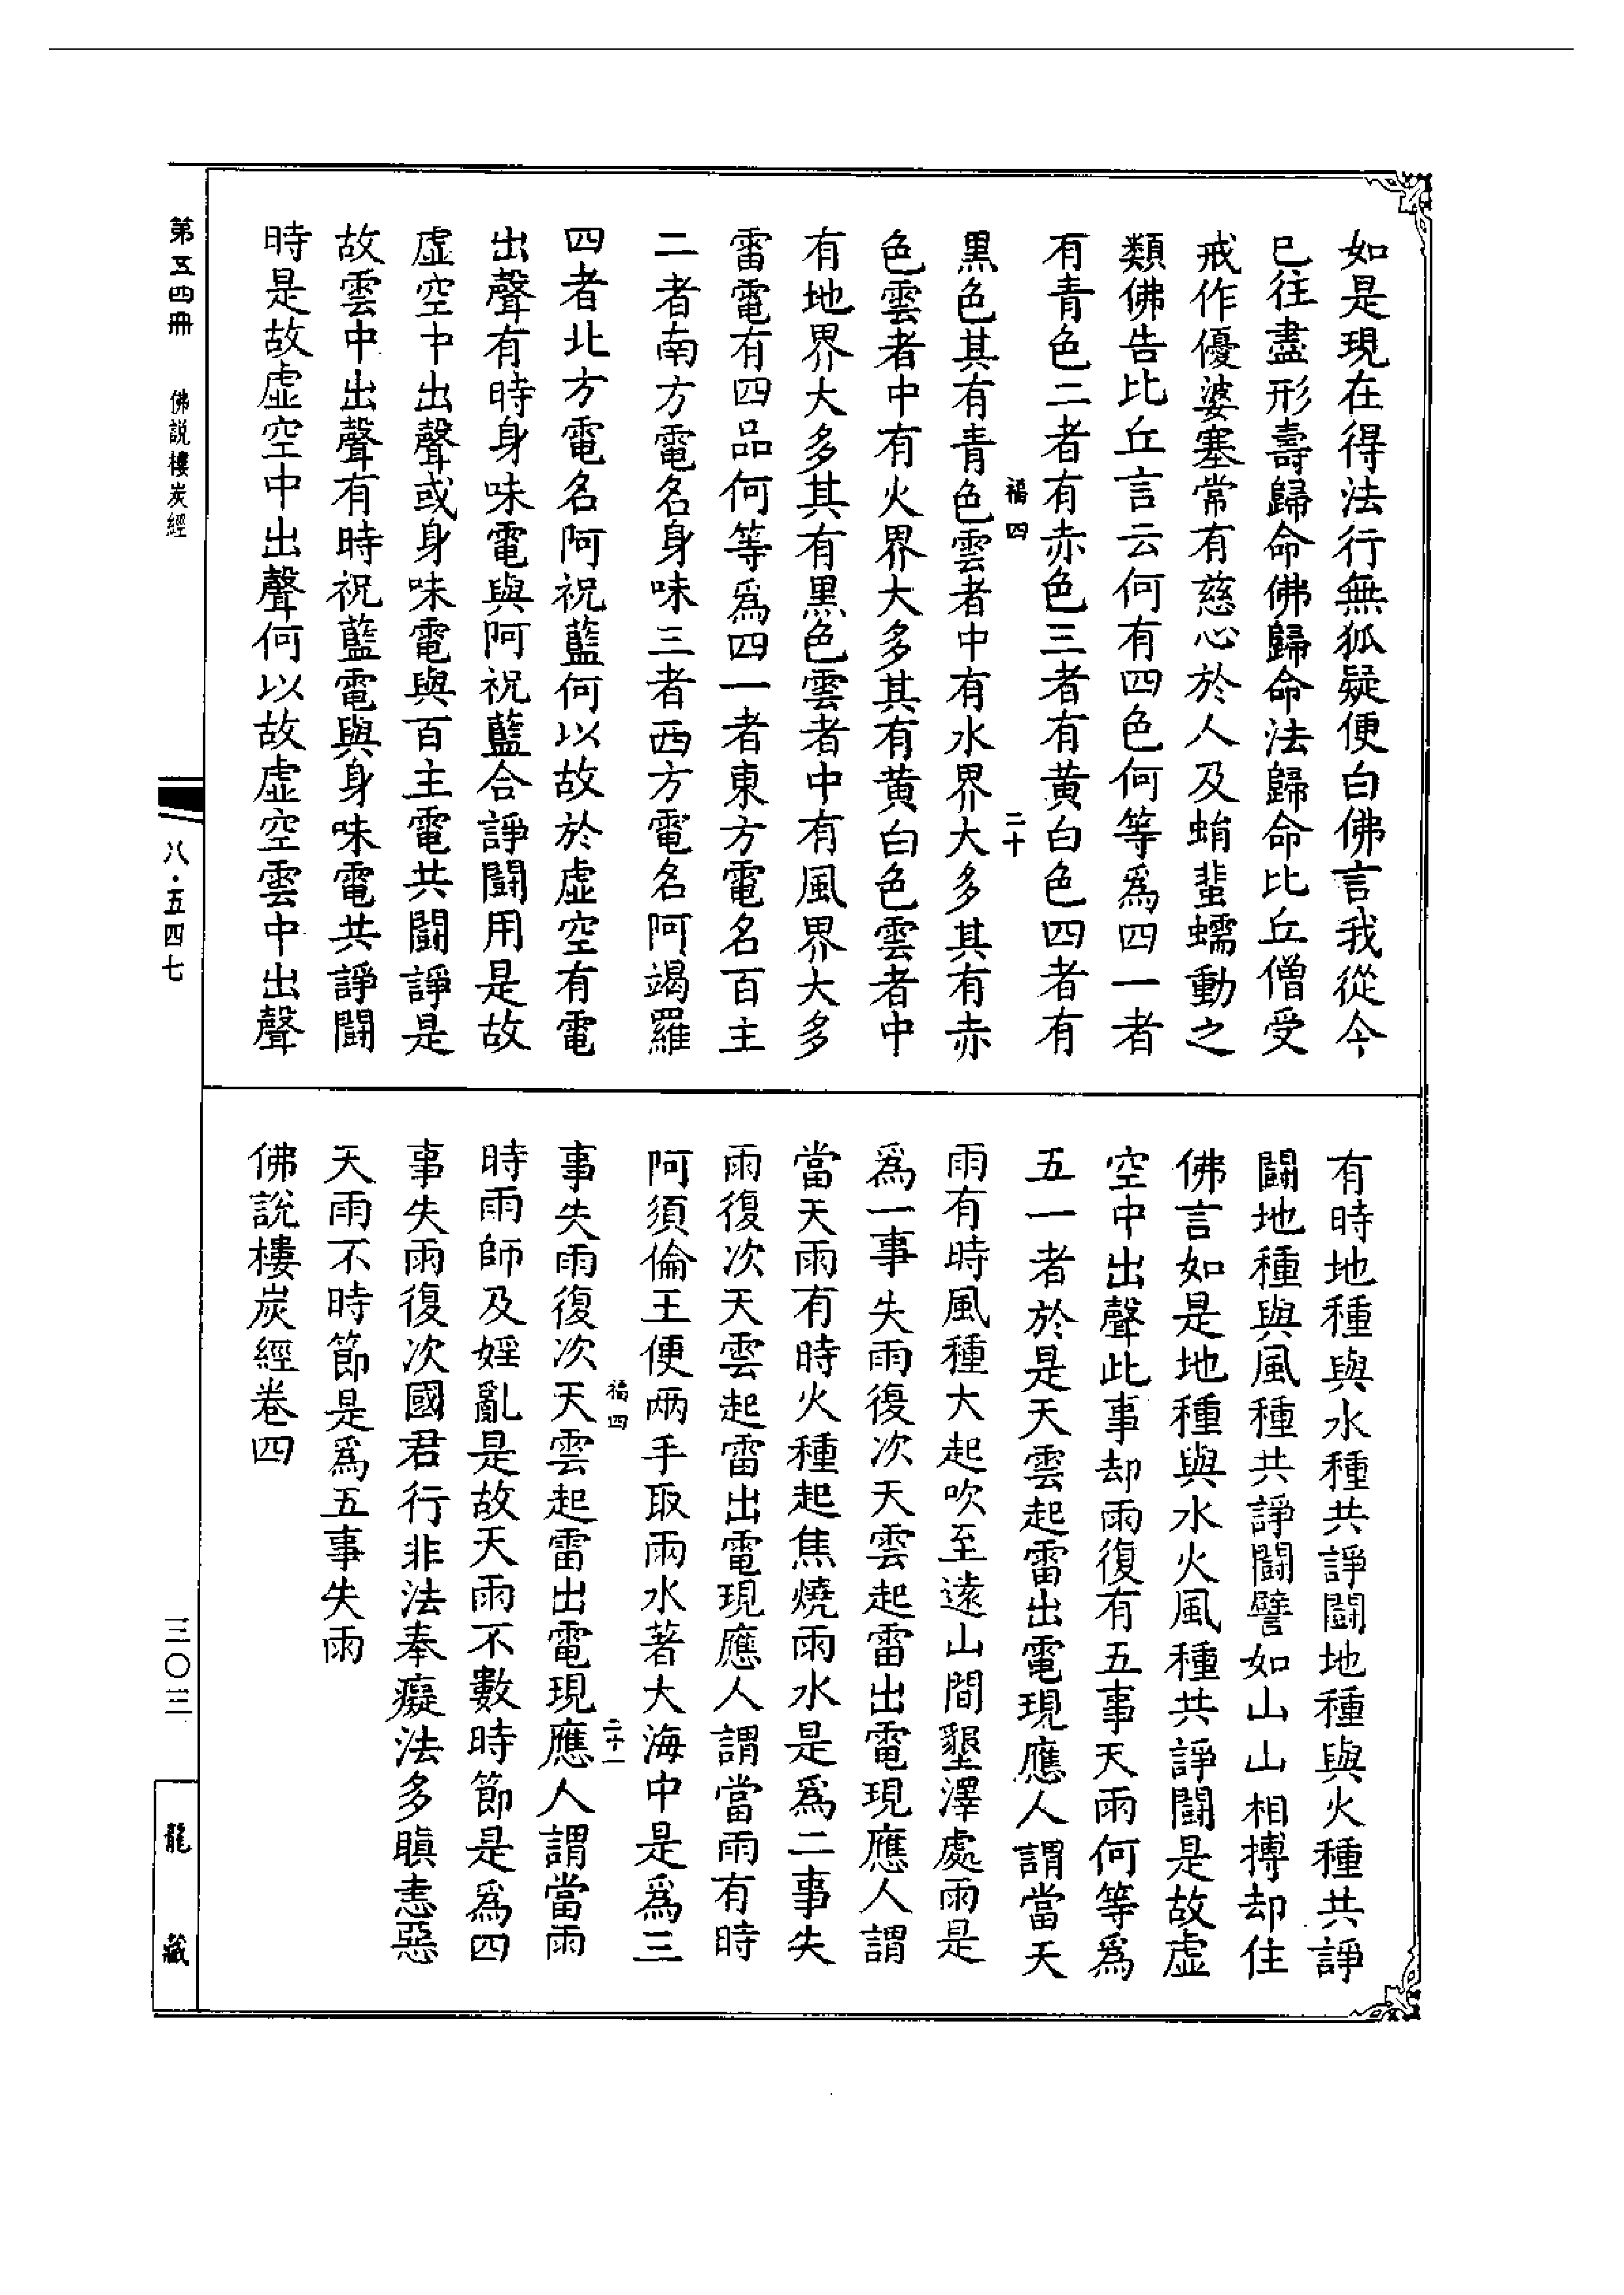 如是現在得法行無狐疑便白佛言我從今
已往盡形壽歸命佛歸命法歸命比丘僧受
戒作優婆塞常有慈心於人及蛸蜚蠕動之
類佛告比丘言云何有四色何等爲四一者
有青色二者有赤色三者有黄白色四者有
福四
二十
黒色其有青色雲者中有水界大多其有赤
色雲者中有火界大多其有黄白色雲者中
有地界大多其有黒色雲者中有風界大多
雷電有四品何等爲四一者東方電名百主
二者南方電名身味三者西方電名阿竭羅
四者北方電名阿祝藍何以故於虛空有電
出聲有時身味電與阿祝藍合諍鬪用是故
虛空中出聲或身味電與百主電共鬪諍是
故雲中出聲有時祝藍電與身味電共諍鬪
時是故虛空中出聲何以故虛空雲中出聲
有時地種與水種共諍鬪地種與火種共諍
鬪地種與風種共諍鬪譬如山山相搏却住
佛言如是地種與水火風種共諍鬪是故虛
空中出聲此事却雨復有五事天雨何等爲
五一者於是天雲起雷出電現應人謂當天
雨有時風種大起吹至逺山間墾澤處雨是
爲一事失雨復次天雲起雷出電現應人謂
當天雨有時火種起焦燒雨水是爲二事失
雨復次天雲起雷出電現應人謂當雨有時
阿須倫王便两手取雨水著大海中是爲三
福四
二十一
事失雨復次天雲起雷出電現應人謂當雨
時雨師及婬亂是故天雨不數時節是爲四
事失雨復次國君行非法奉癡法多瞋恚惡
天雨不時節是爲五事失雨
佛說樓炭經卷四
第五四冊
佛説樓炭經
八·五四七
三〇三
龍藏